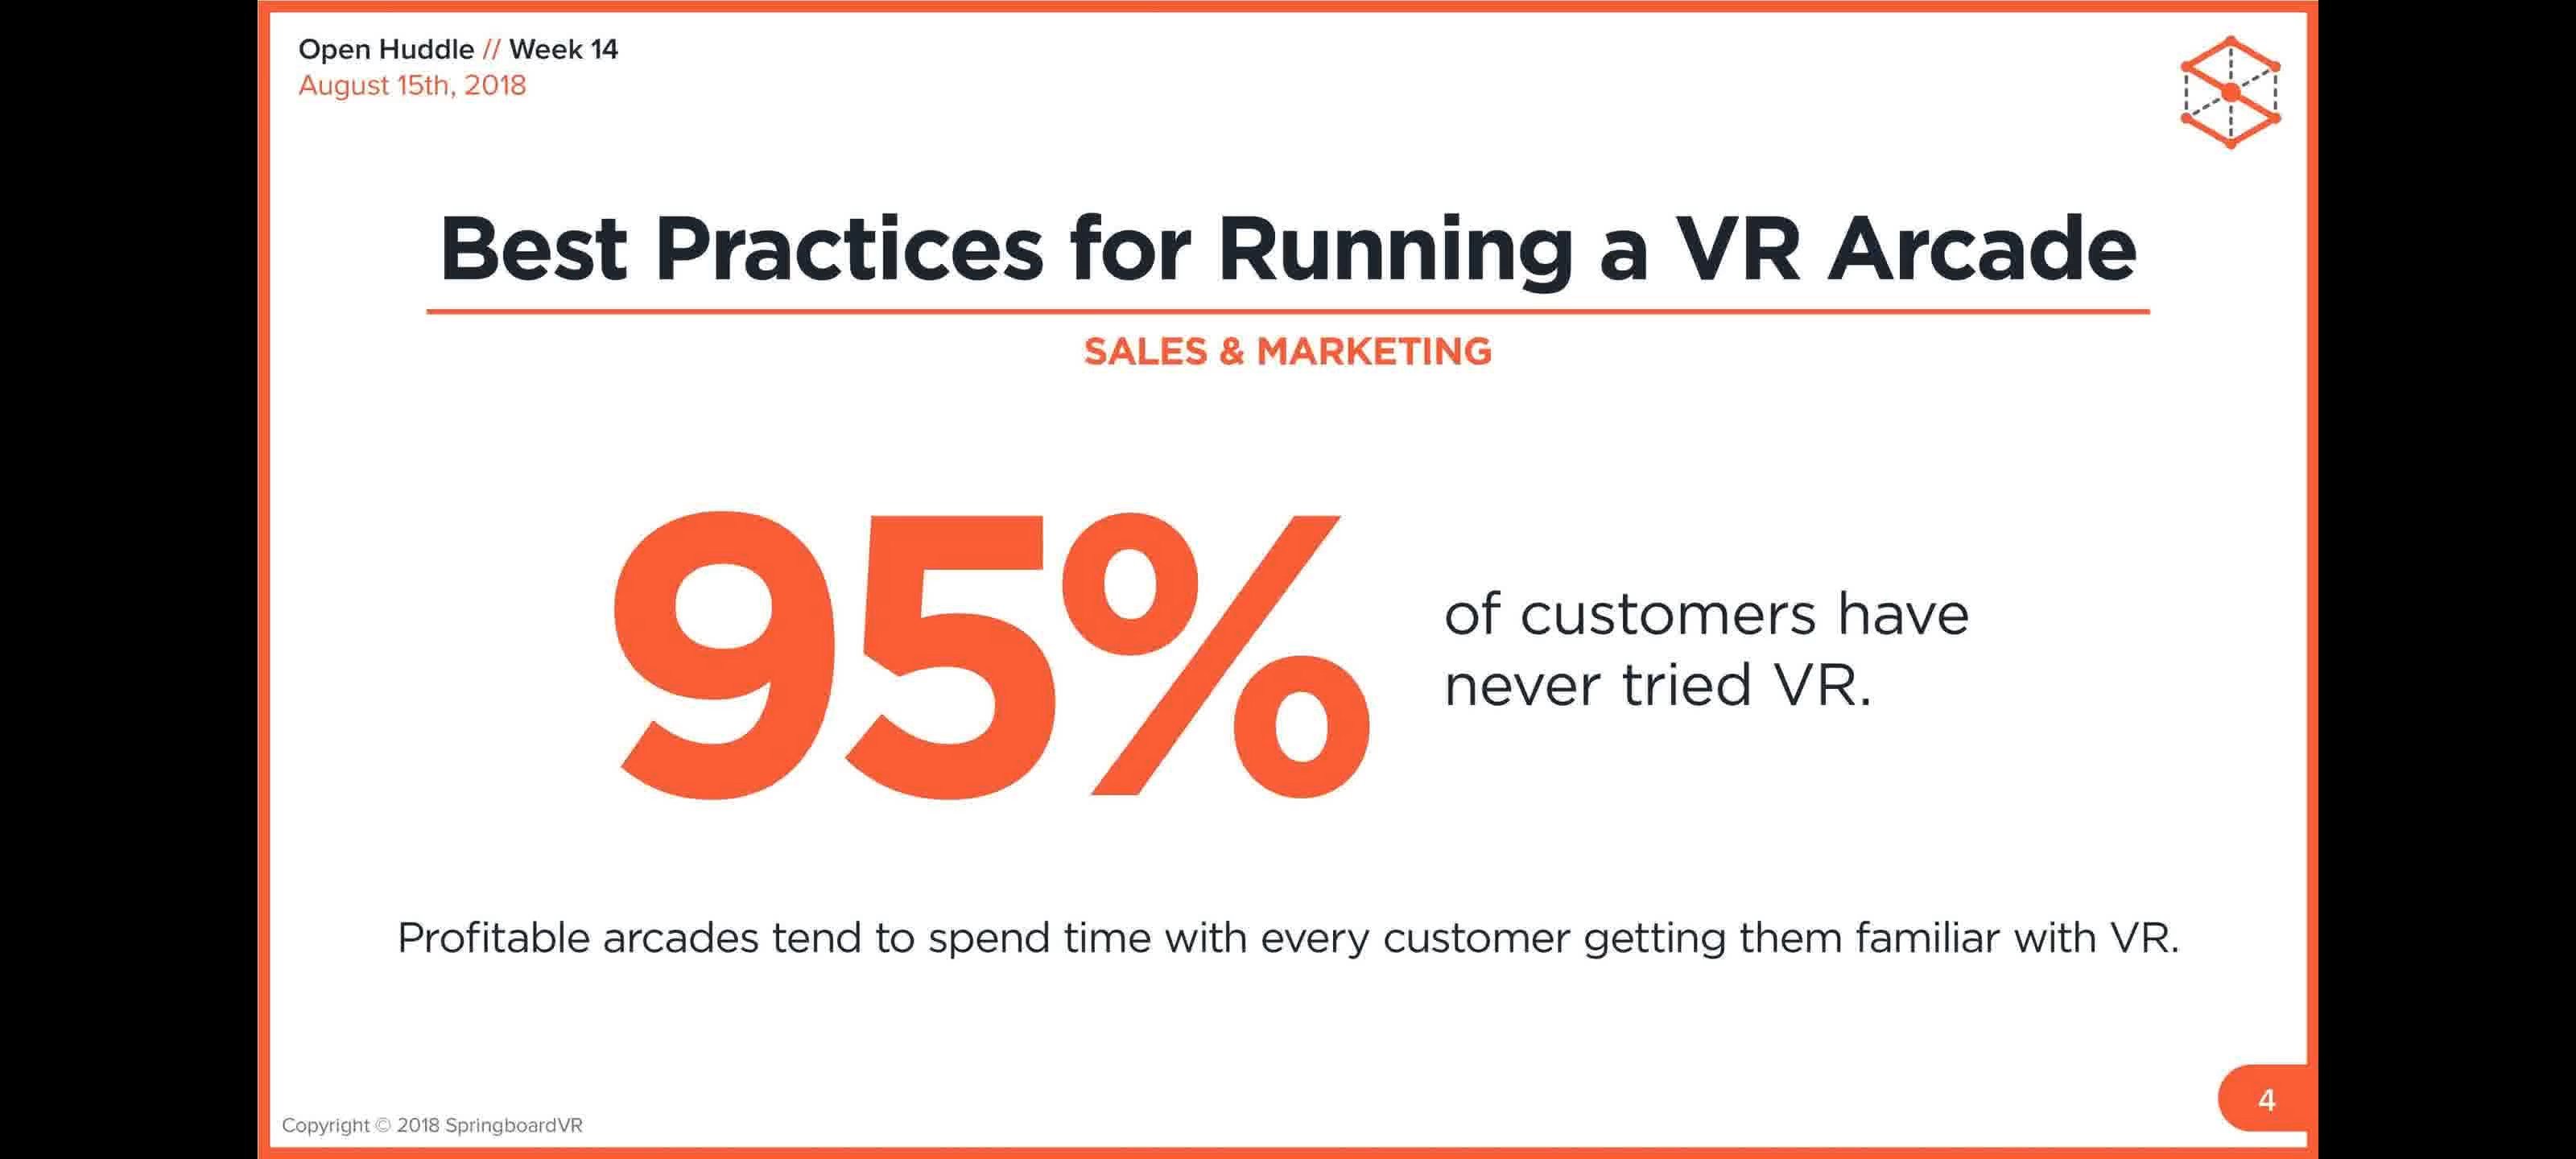 Open Huddle // Week 14
August 15th, 2018
Best Practices for Running a VR Arcade
SALES & MARKETING
95%
of customers have
never tried VR.
Profitable arcades tend to spend time with every customer getting them familiar with VR.
Copyright © 2018 SpringboardVR
4